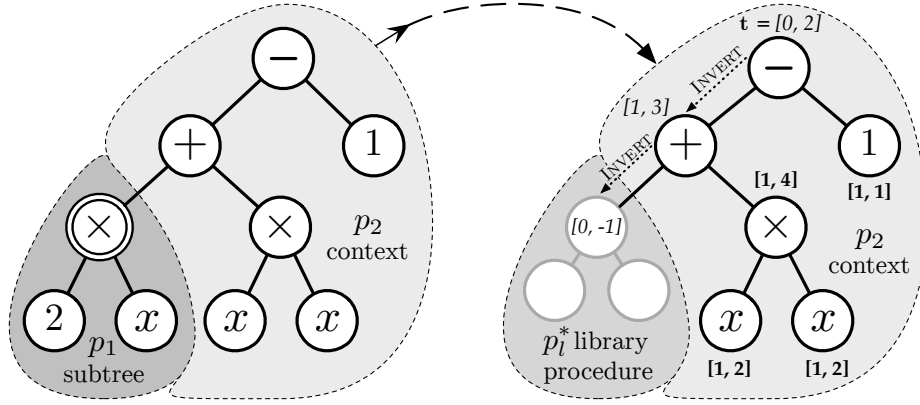 −
+
1
×
×
2
x
x
x
p₁
subtree
p₂
context
t = [0, 2]
−
INVERT
[1, 3]
+
1
[1, 1]
INVERT
[0, -1]
[1, 4]
×
x
x
[1, 2]
[1, 2]
p₂
context
pₗ* library
procedure